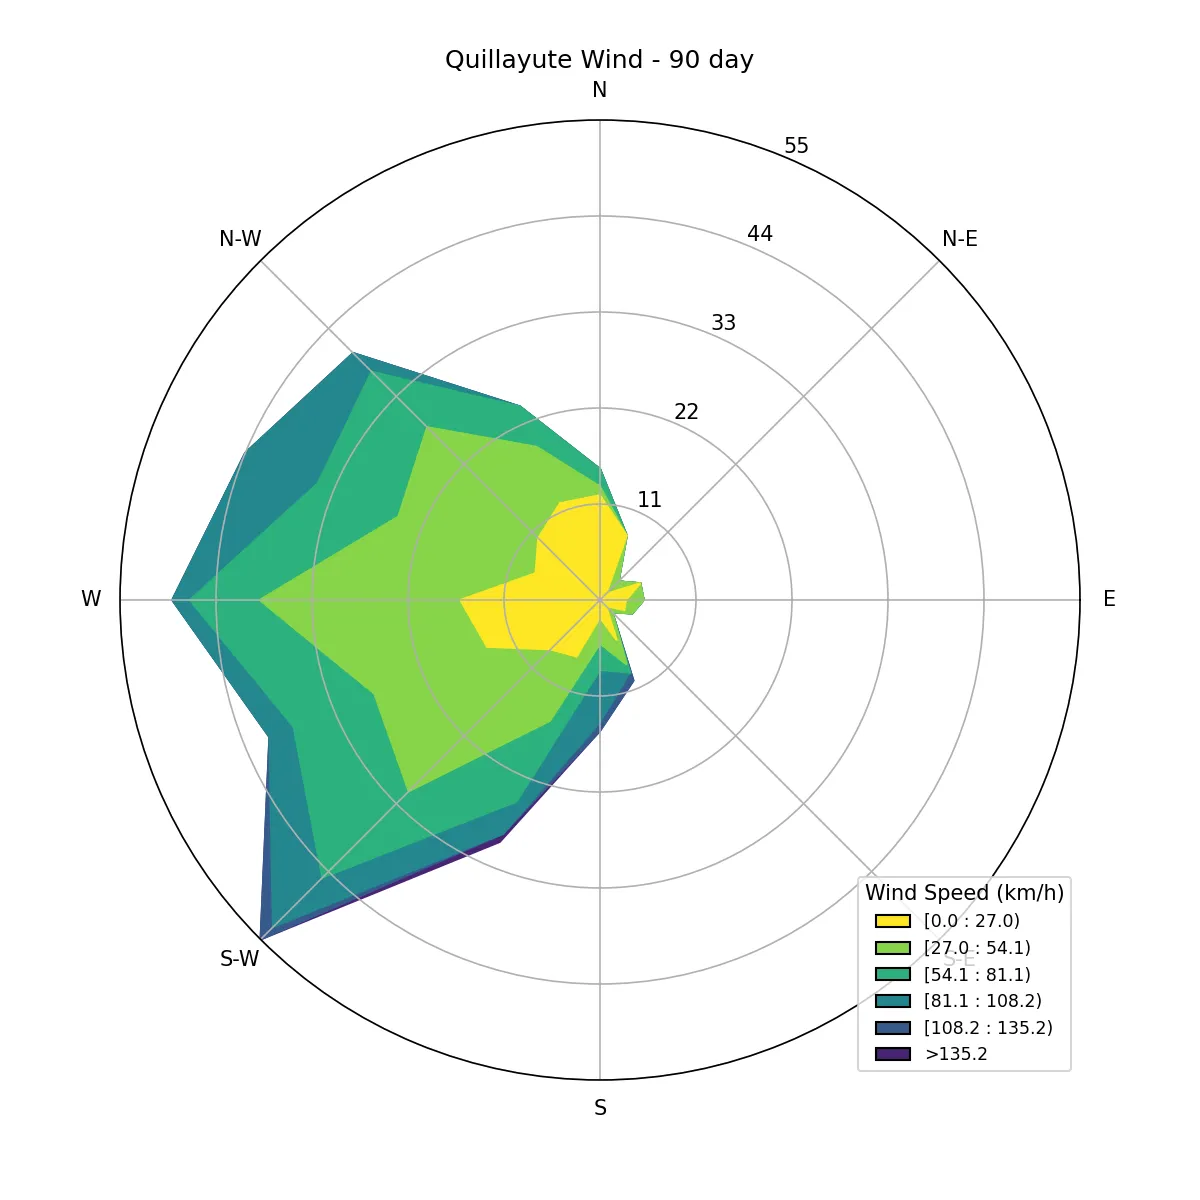 Quillayute Wind - 90 day
N
55
44
N-W
N-E
33
22
11
W
E
S-W
S-E
S
Wind Speed (km/h)
[0.0 : 27.0)
[27.0 : 54.1)
[54.1 : 81.1)
[81.1 : 108.2)
[108.2 : 135.2)
>135.2